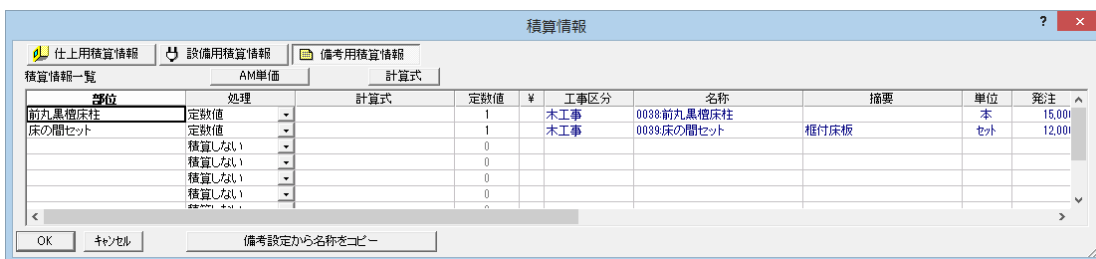 積算情報
? ×
仕上用積算情報 設備用積算情報 備考用積算情報
積算情報一覧 AM単価 計算式
部位 処理 計算式 定数値 ¥ 工事区分 名称 摘要 単位 発注
前丸黒檀床柱 定数値 1 木工事 0038:前丸黒檀床柱 本 15,00
床の間セット 定数値 1 木工事 0039:床の間セット 框付床板 セット 12,00
積算しない 0
積算しない 0
積算しない 0
積算しない 0
OK キャンセル 備考設定から名称をコピー